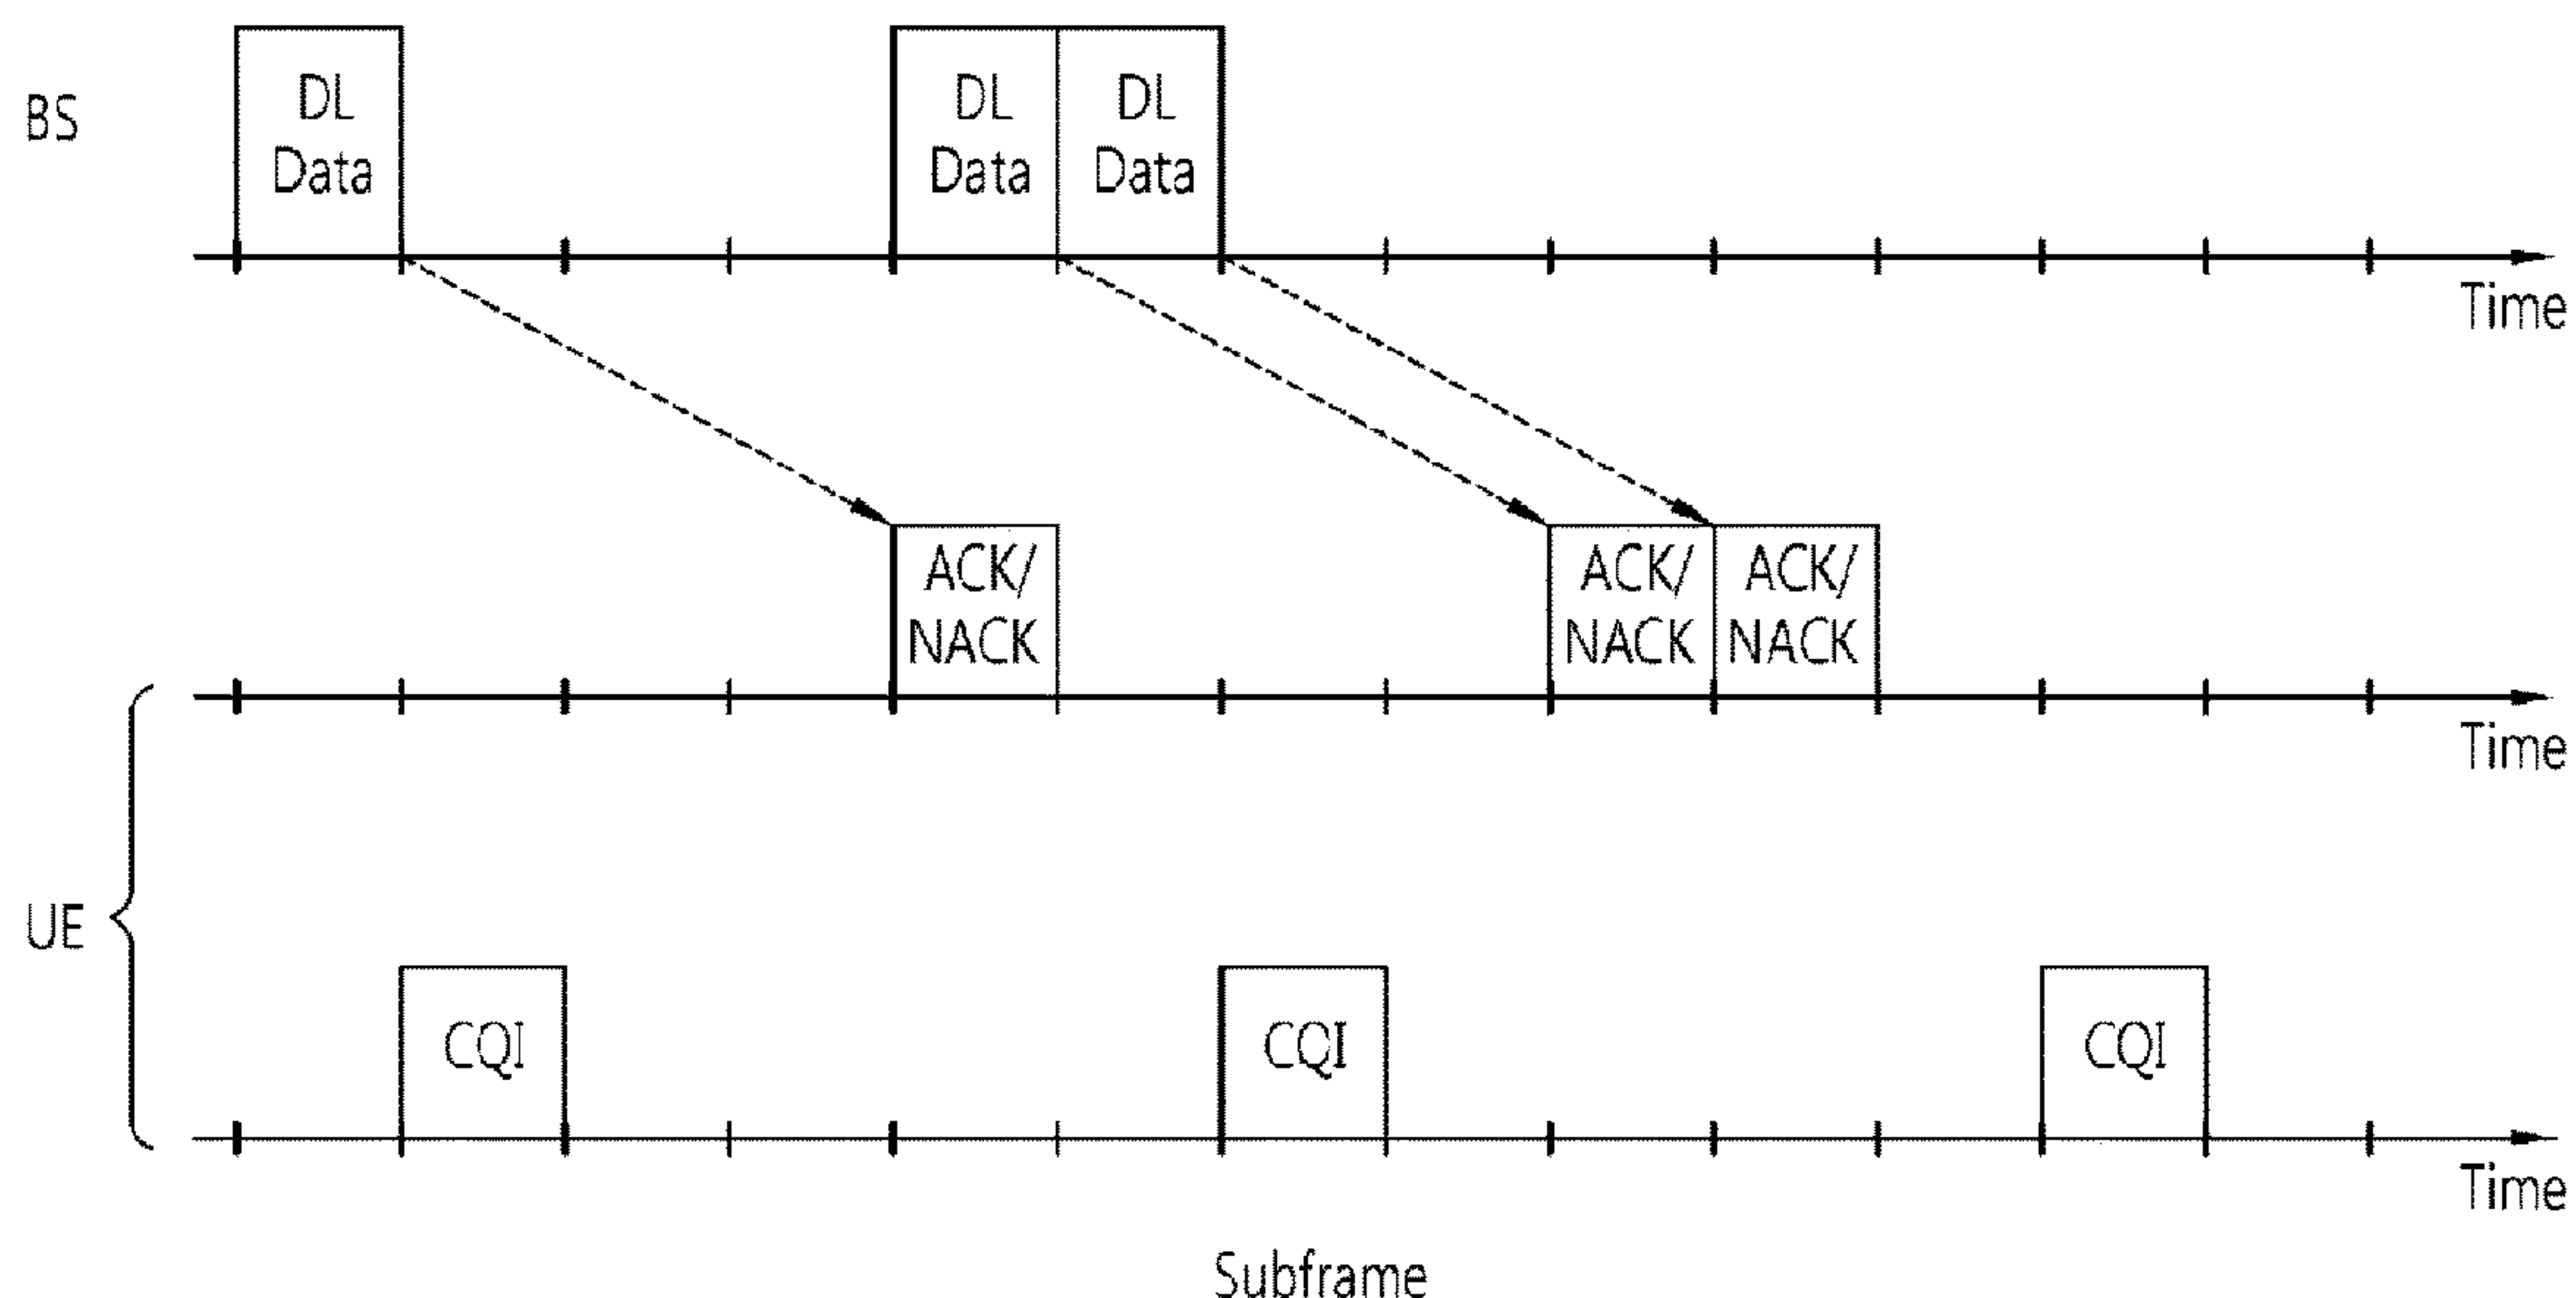 BS
DL
Data
DL
Data
DL
Data
Time
ACK/
NACK
ACK/
NACK
ACK/
NACK
Time
UE
CQI
CQI
CQI
Time
Subframe